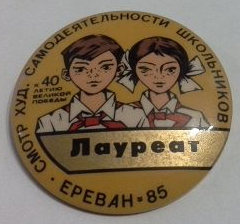 СМОТР ХУД. САМОДЕЯТЕЛЬНОСТИ ШКОЛЬНИКОВ
К 40
ЛЕТИЮ
ВЕЛИКОЙ
ПОБЕДЫ
Лауреат
· ЕРЕВАН-85